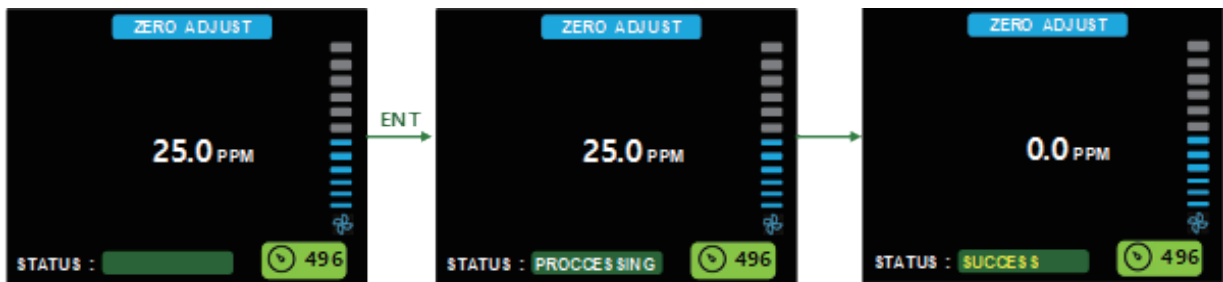 ZERO ADJUST
25.0 PPM
STATUS : 496
ENT
ZERO ADJUST
25.0 PPM
STATUS : PROCCESSING 496
ZERO ADJUST
0.0 PPM
STATUS : SUCCESS 496